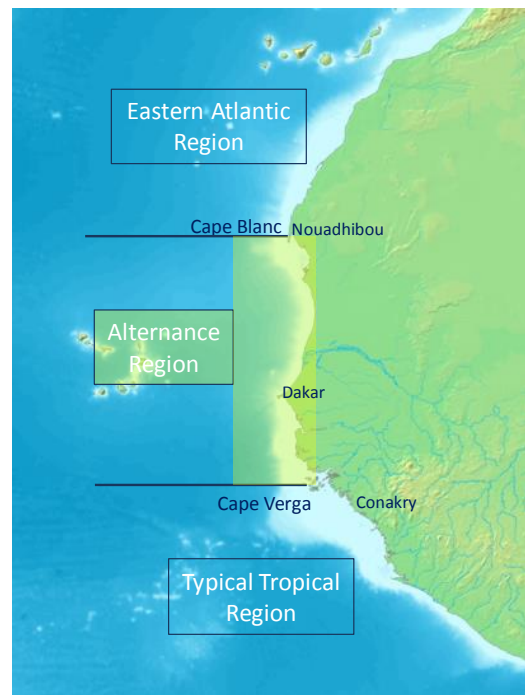 Eastern Atlantic
Region
Cape Blanc
Nouadhibou
Alternance
Region
Dakar
Cape Verga
Conakry
Typical Tropical
Region